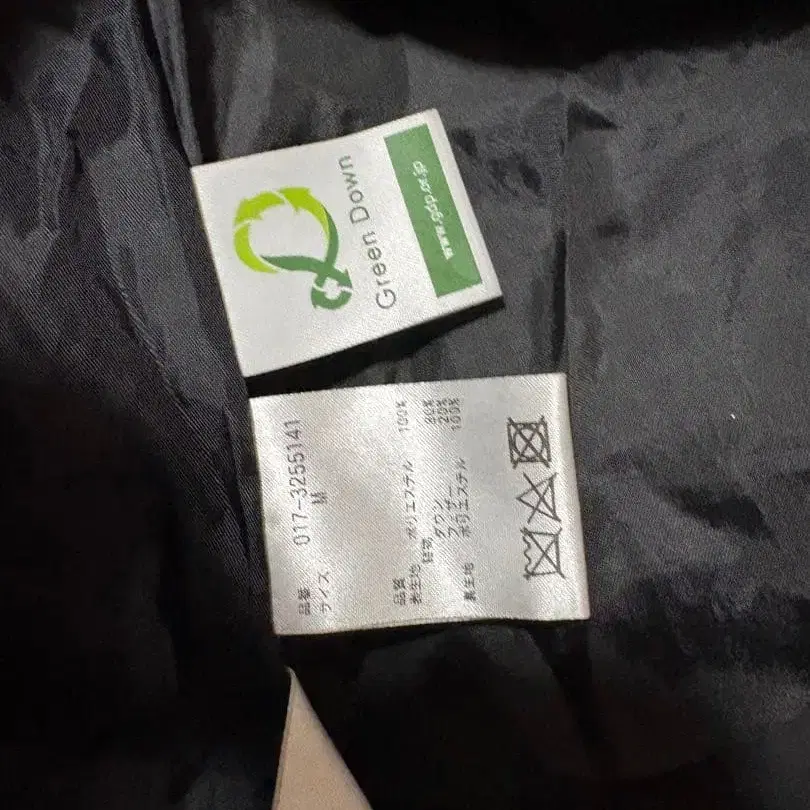 Green Down
www.gdp.or.jp
品番 017-3255141
サイズ M
品質
表生地 ポリエステル 100%
詰物
ダウン 80%
フェザー 20%
裏生地 ポリエステル 100%